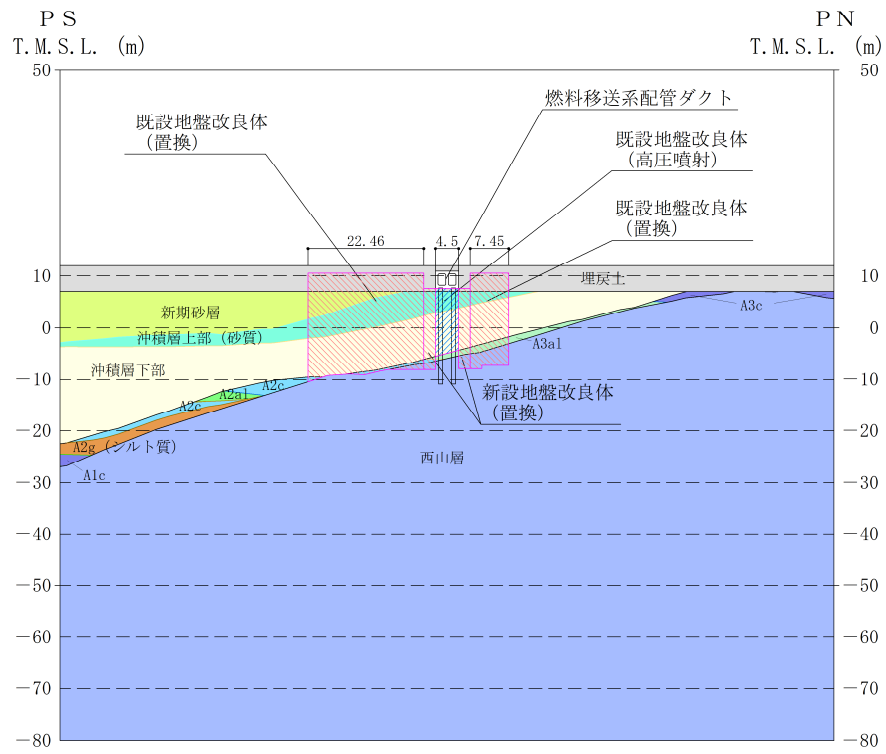 PS
PN
T.M.S.L. (m)
T.M.S.L. (m)
50
50
燃料移送系配管ダクト
既設地盤改良体
(置換)
既設地盤改良体
(高圧噴射)
既設地盤改良体
(置換)
22.46
4.5
7.45
10
埋戻土
10
新期砂層
A3c
0
沖積層上部(砂質)
A3al
0
沖積層下部
-10
-10
A2c
A2al
A2c
新設地盤改良体
(置換)
-20
-20
A2g(シルト質)
西山層
A1c
-30
-30
-40
-40
-50
-50
-60
-60
-70
-70
-80
-80